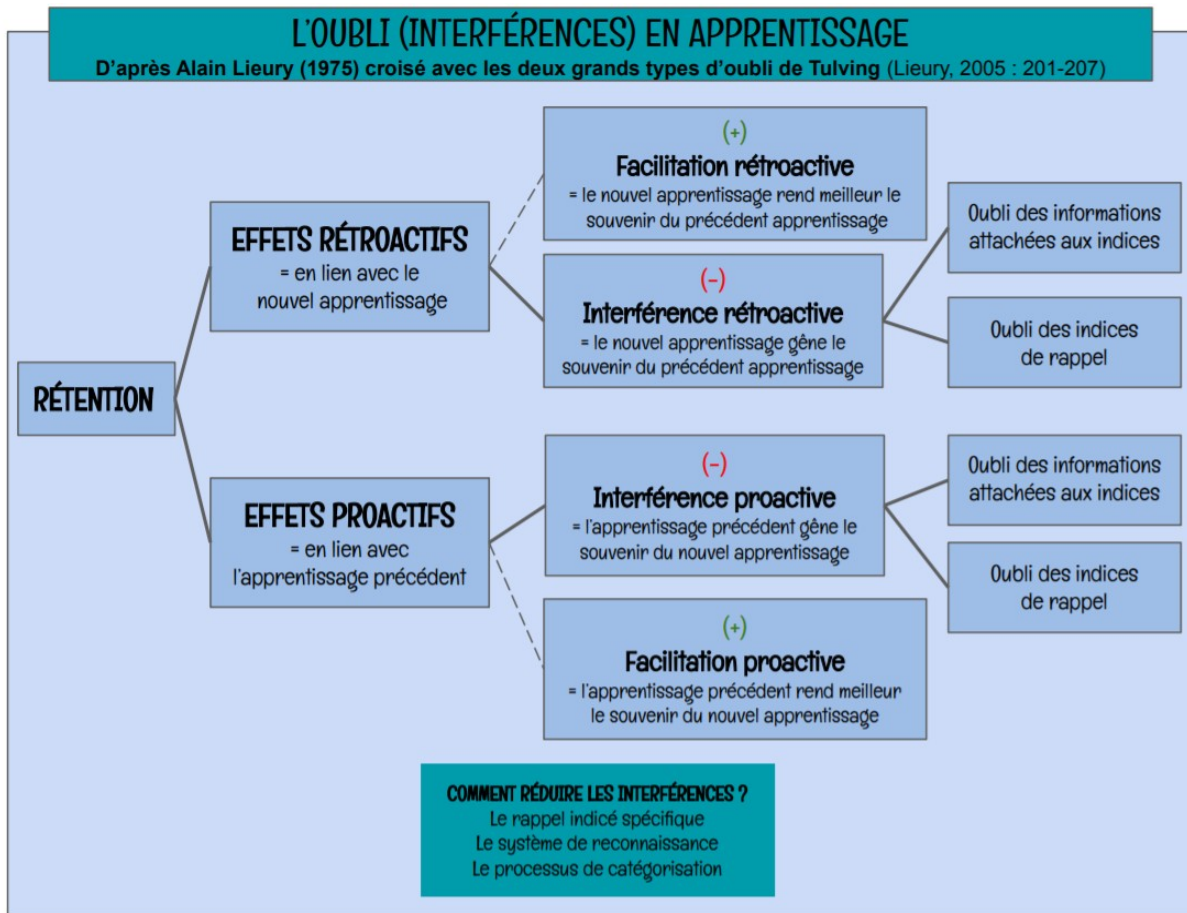 L'OUBLI (INTERFÉRENCES) EN APPRENTISSAGE
D'après Alain Lieury (1975) croisé avec les deux grands types d'oubli de Tulving (Lieury, 2005 : 201-207)
RÉTENTION
EFFETS RÉTROACTIFS
= en lien avec le
nouvel apprentissage
(+)
Facilitation rétroactive
= le nouvel apprentissage rend meilleur le
souvenir du précédent apprentissage
(-)
Interférence rétroactive
= le nouvel apprentissage gêne le
souvenir du précédent apprentissage
Oubli des informations
attachées aux indices
Oubli des indices
de rappel
EFFETS PROACTIFS
= en lien avec
l'apprentissage précédent
(-)
Interférence proactive
= l'apprentissage précédent gêne le
souvenir du nouvel apprentissage
Oubli des informations
attachées aux indices
Oubli des indices
de rappel
(+)
Facilitation proactive
= l'apprentissage précédent rend meilleur
le souvenir du nouvel apprentissage
COMMENT RÉDUIRE LES INTERFÉRENCES ?
Le rappel indicé spécifique
Le système de reconnaissance
Le processus de catégorisation